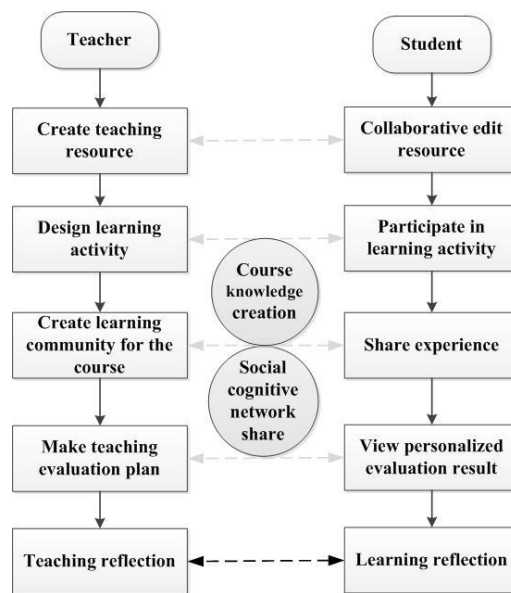 Teacher
Student
Create teaching
resource
Collaborative edit
resource
Design learning
activity
Participate in
learning activity
Course
knowledge
creation
Create learning
community for the
course
Share experience
Social
cognitive
network
share
Make teaching
evaluation plan
View personalized
evaluation result
Teaching reflection
Learning reflection